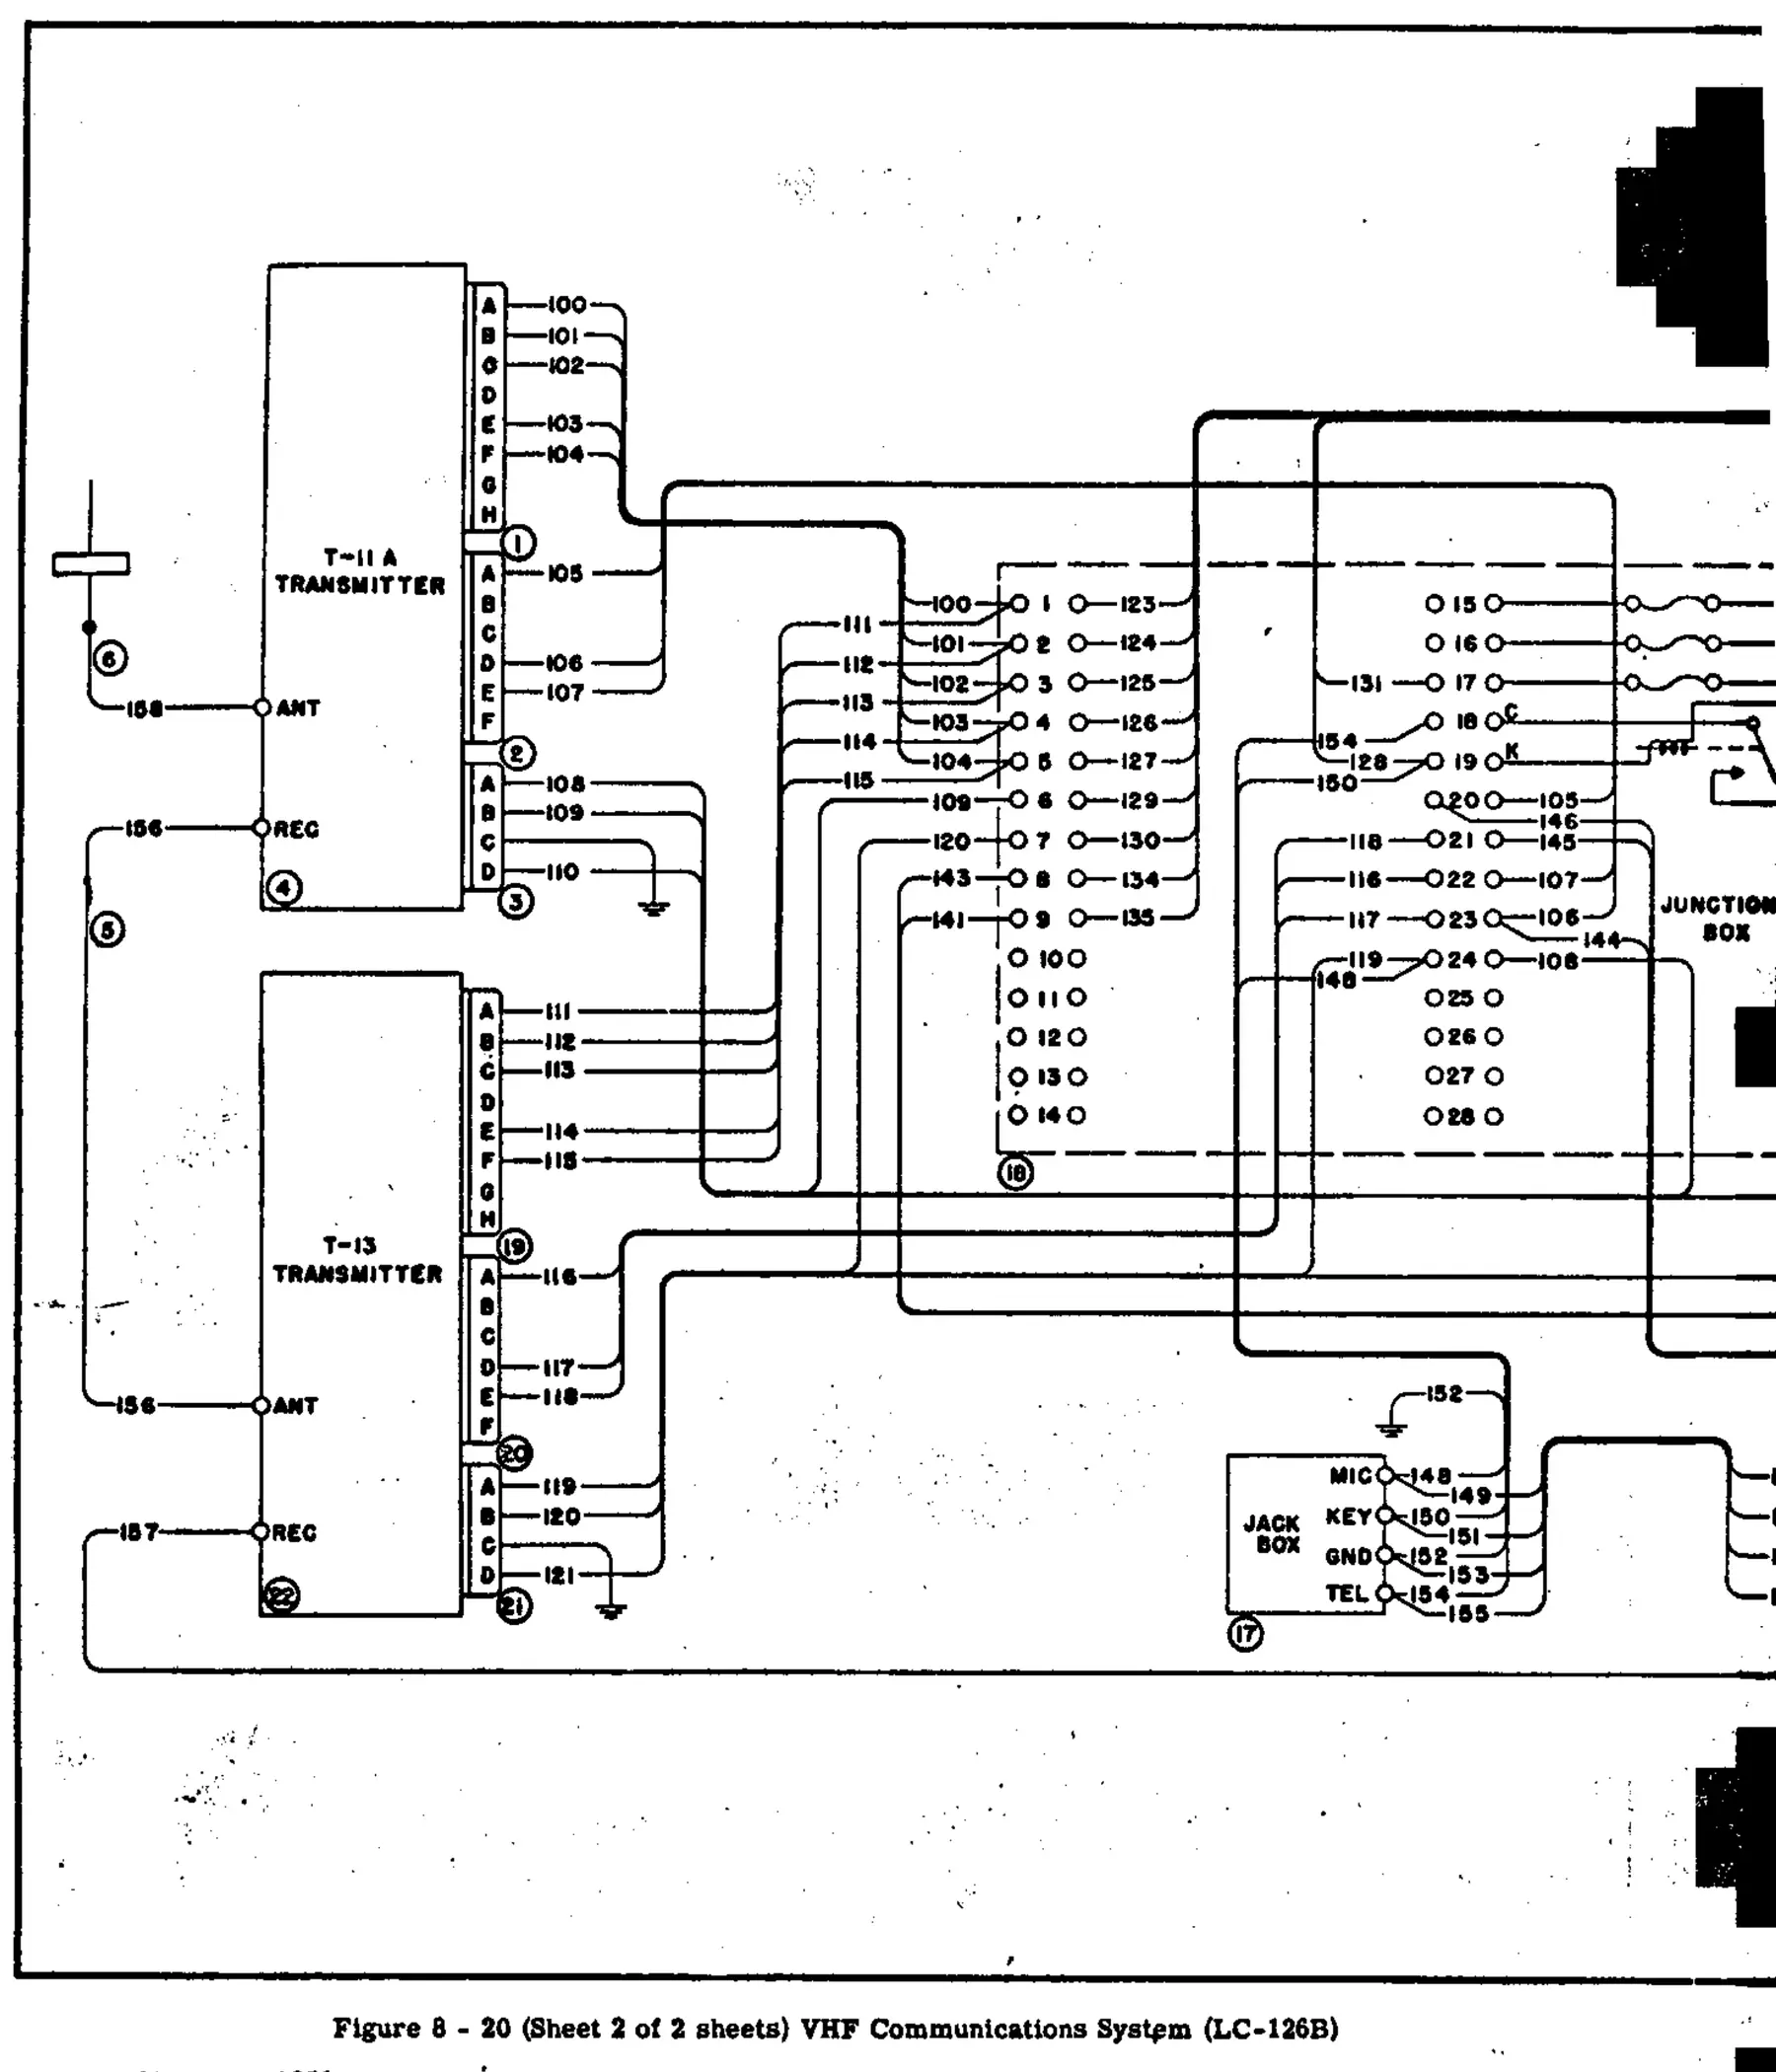 A 100
B 101
C 102
D
E 103
F 104
G
H
1
T-11 A
TRANSMITTER
A 105
B
C
D 106
E 107
F
2
A 108
B 109
C
D 110
3
6
158 ANT
156 REC
4
5
A 111
B 112
C 113
D
E 114
F 115
G
H
19
T-13
TRANSMITTER
A 116
B
C
D 117
E 118
F
20
A 119
B 120
C
D 121
21
156 ANT
157 REC
22
100 1 123
111
101 2 124
112
102 3 125
113
103 4 126
114
104 5 127
115
109 6 129
120 7 130
143 8 134
141 9 135
10
11
12
13
14
18
15
16
131 17
154 18 C
128 19 K
150
20 105
146
118 21 145
116 22 107
117 23 106
144
119 24 108
148
25
26
27
28
JUNCTION
BOX
152
JACK
BOX
MIC 148
149
KEY 150
151
GND 152
153
TEL 154
155
17
Figure 8 - 20 (Sheet 2 of 2 sheets) VHF Communications System (LC-126B)